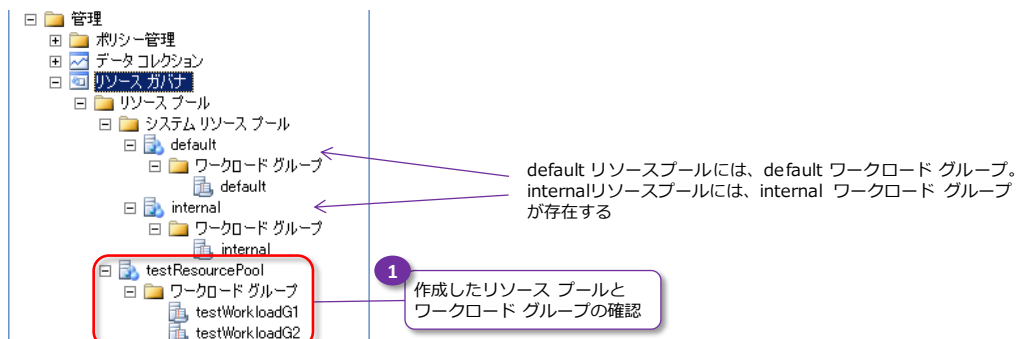 管理
ポリシー管理
データ コレクション
リソース ガバナ
リソース プール
システム リソース プール
default
ワークロード グループ
default
internal
ワークロード グループ
internal
testResourcePool
ワークロード グループ
testWorkloadG1
testWorkloadG2
default リソースプールには、default ワークロード グループ。
internalリソースプールには、internal ワークロード グループ
が存在する
1
作成したリソース プールと
ワークロード グループの確認